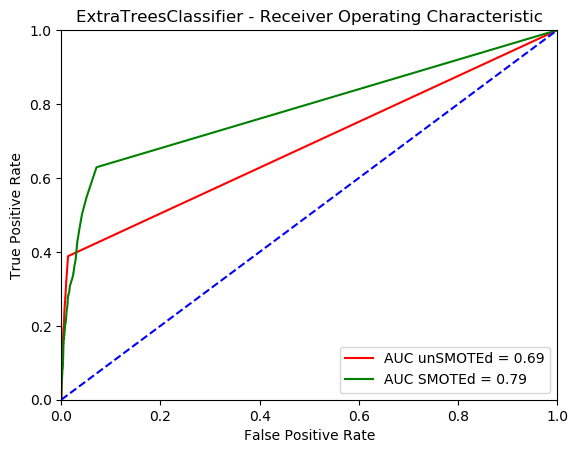 ExtraTreesClassifier - Receiver Operating Characteristic
True Positive Rate
1.0
0.8
0.6
0.4
0.2
0.0
AUC unSMOTEd = 0.69
AUC SMOTEd = 0.79
0.0 0.2 0.4 0.6 0.8 1.0
False Positive Rate